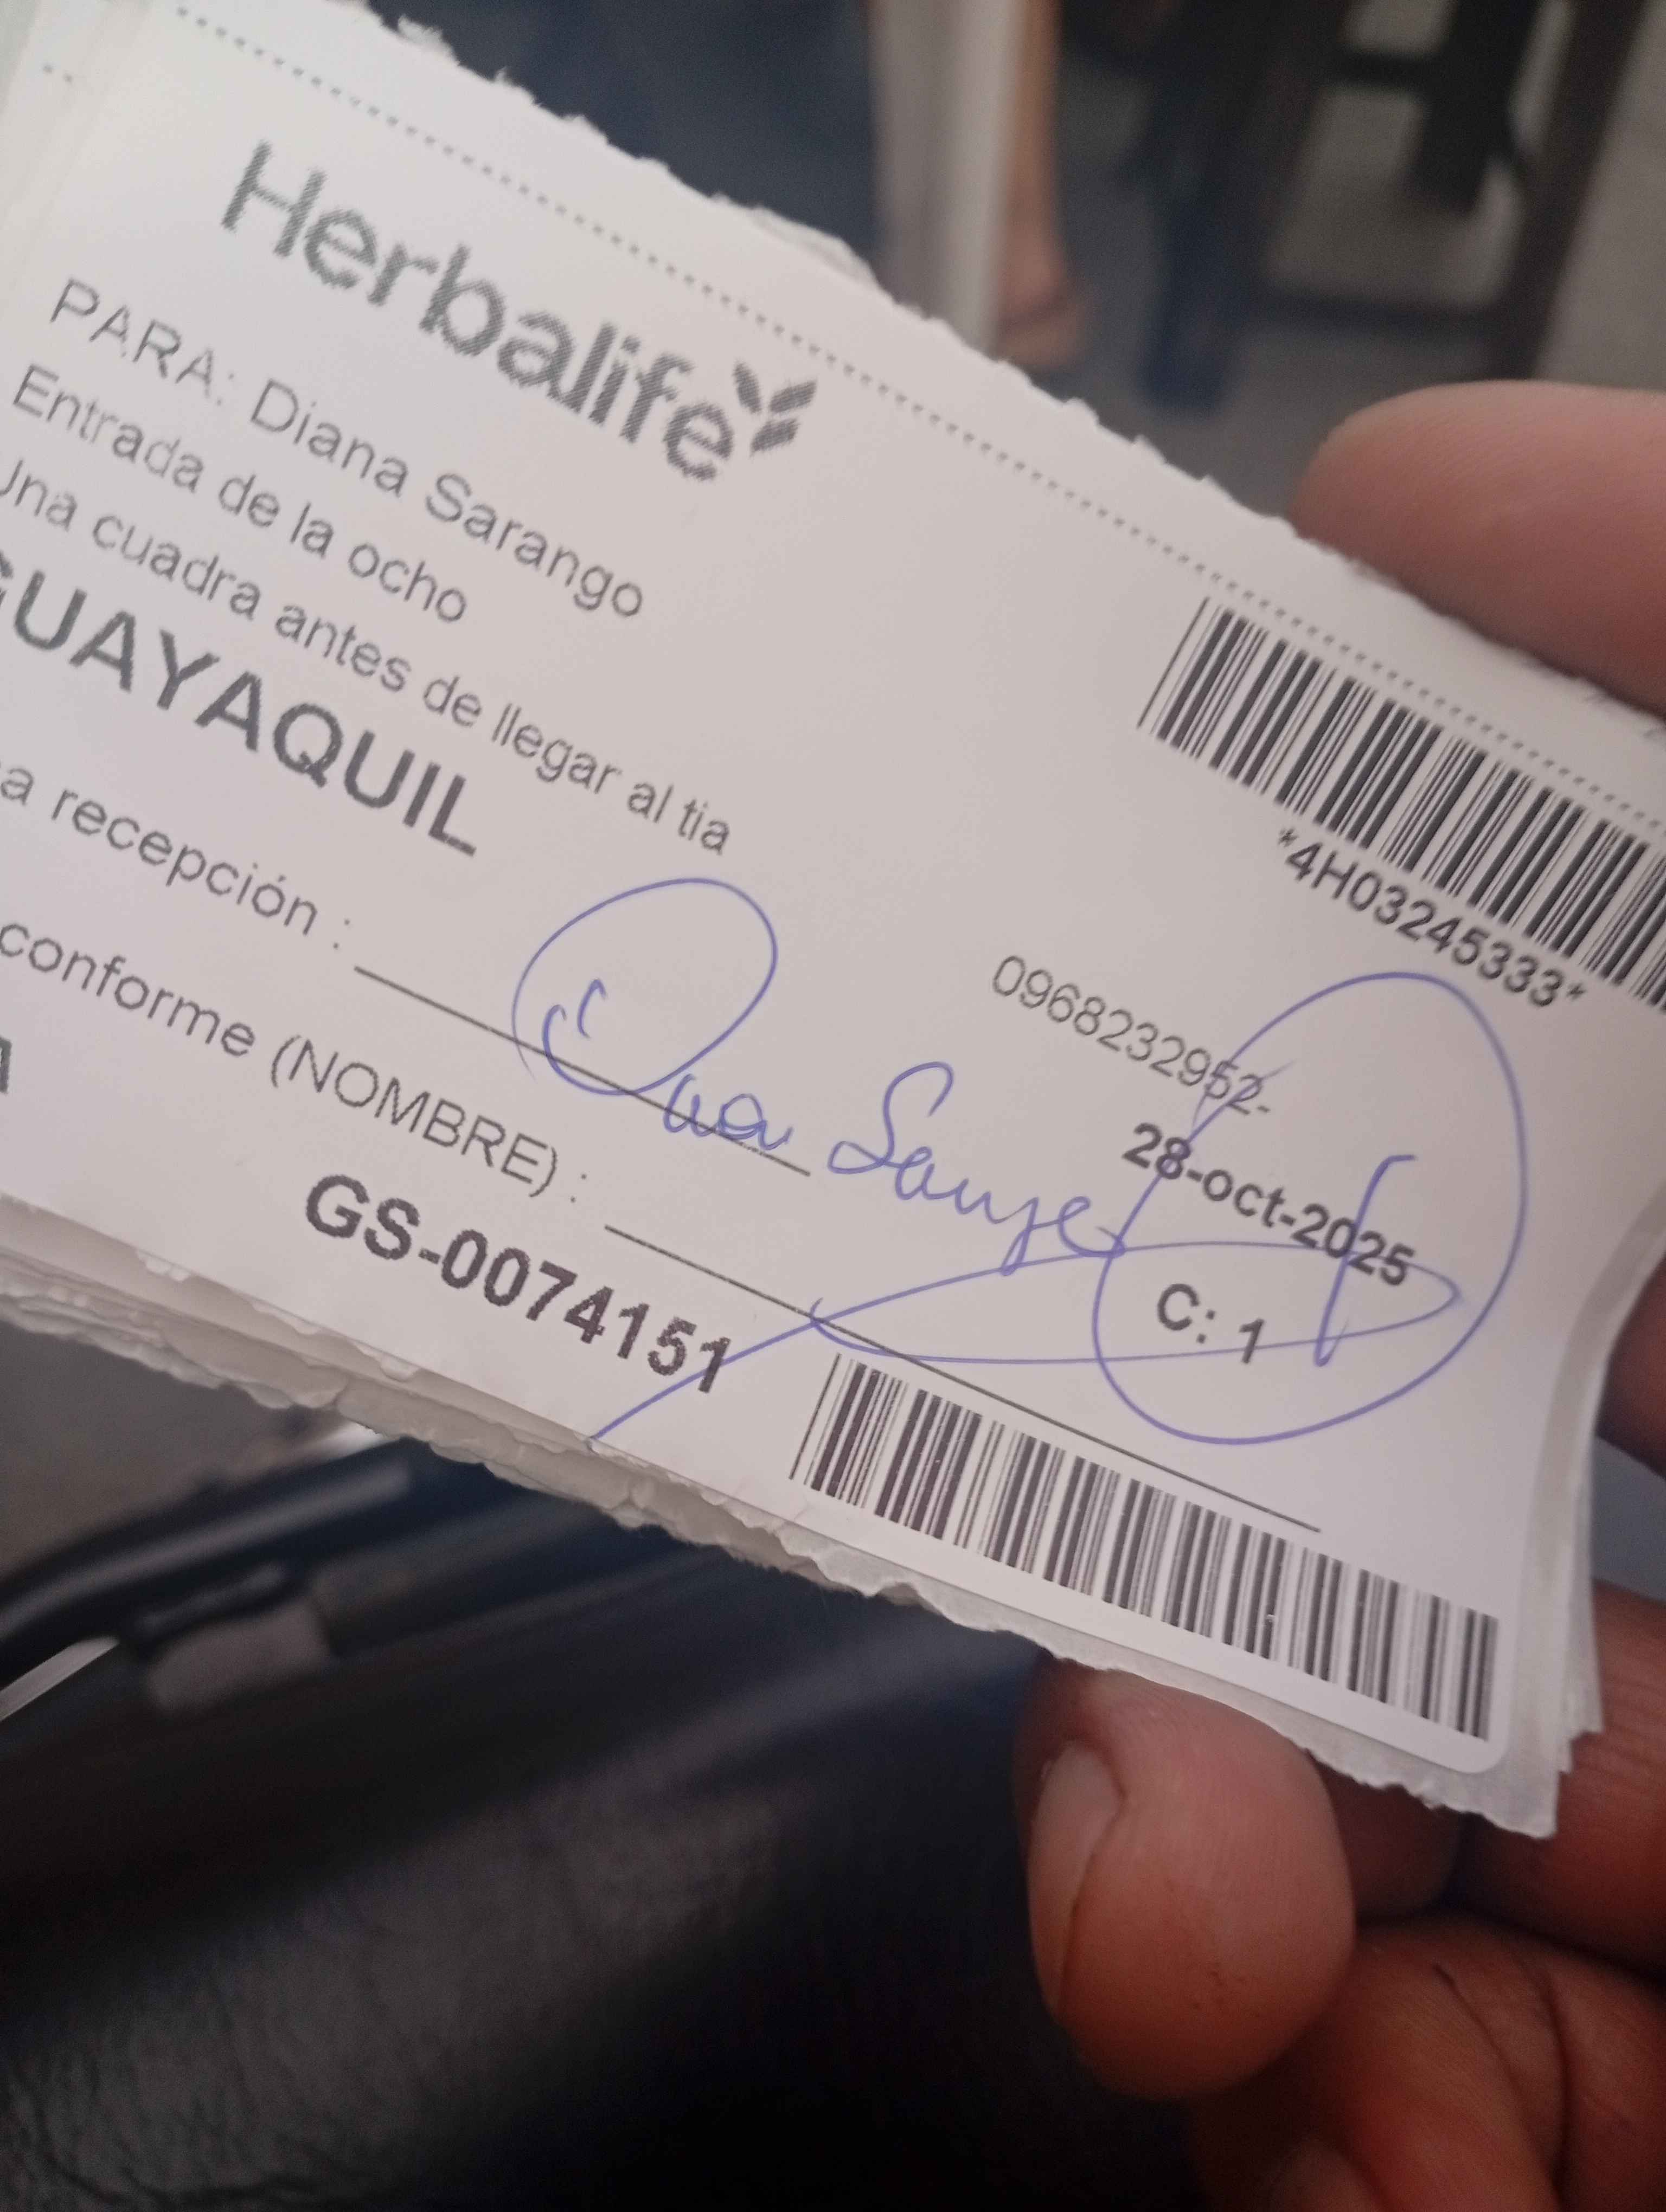 Herbalife
PARA: Diana Sarango
Entrada de la ocho
Una cuadra antes de llegar al tia
GUAYAQUIL
*4H03245333*
0968232952-
28-oct-2025
C: 1
a recepción :
conforme (NOMBRE) :
GS-0074151